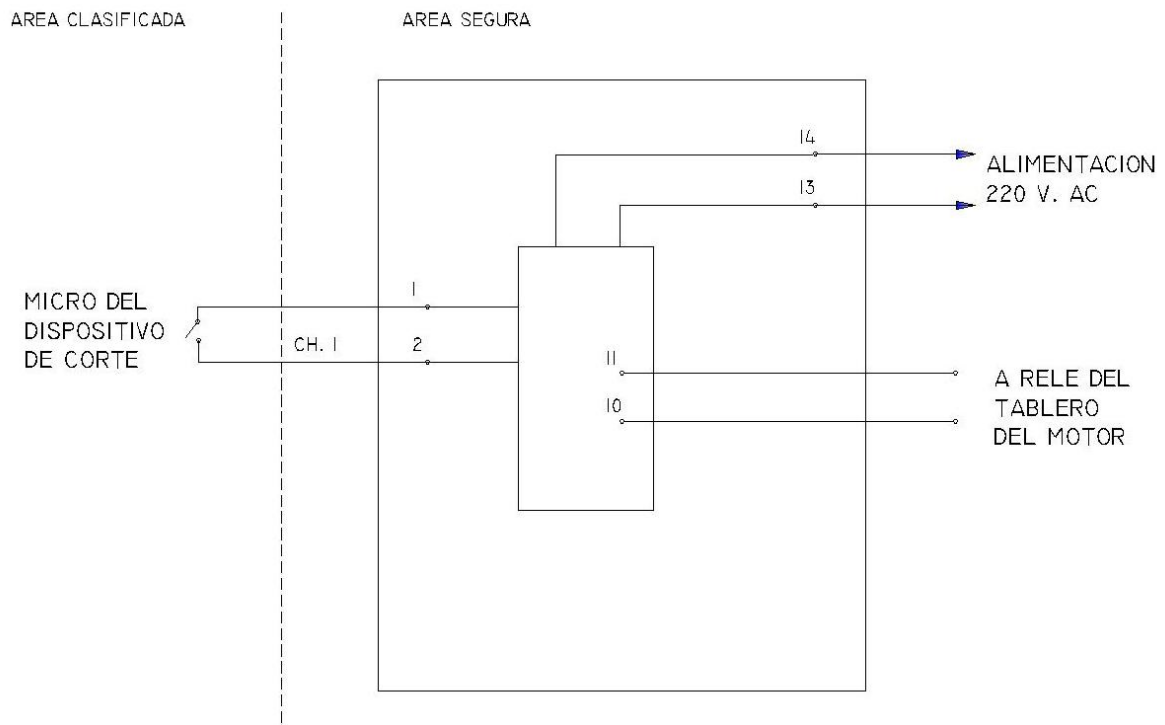 AREA CLASIFICADA
AREA SEGURA
14
ALIMENTACION
13
220 V. AC
MICRO DEL
DISPOSITIVO
DE CORTE
1
CH. 1
2
11
10
A RELE DEL
TABLERO
DEL MOTOR